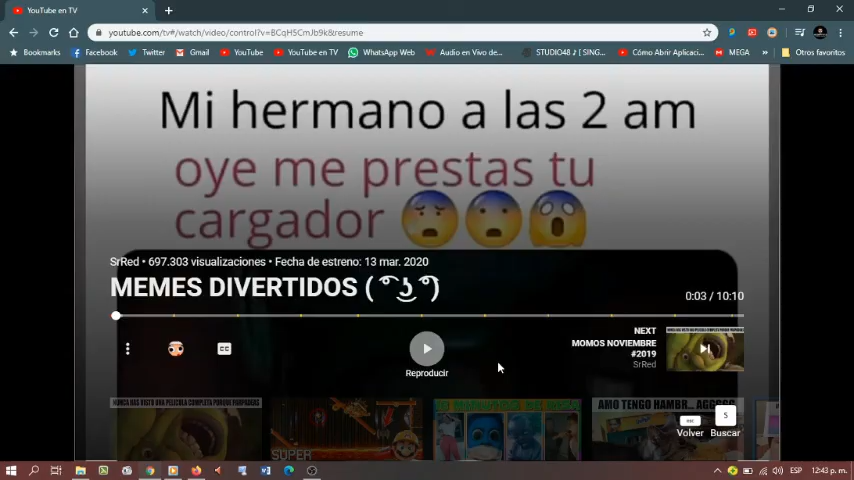 YouTube en TV
youtube.com/tv#/watch/video/control?v=BCqH5CmJb9k&resume
Bookmarks Facebook Twitter Gmail YouTube YouTube en TV WhatsApp Web Audio en Vivo de... STUDIO48 ♪ [ SING... Cómo Abrir Aplicaci... MEGA » Otros favoritos
Mi hermano a las 2 am
oye me prestas tu
cargador 😨😦😱
SrRed • 697.303 visualizaciones • Fecha de estreno: 13 mar. 2020
MEMES DIVERTIDOS ( ͡° ͜ʖ ͡°)
0:03 / 10:10
NEXT
MOMOS NOVIEMBRE
#2019
SrRed
CC
Reproducir
AMO TENGO HAMBR... AGGGGG
SUPER
S
Volver Buscar
ESP 12:43 p. m.